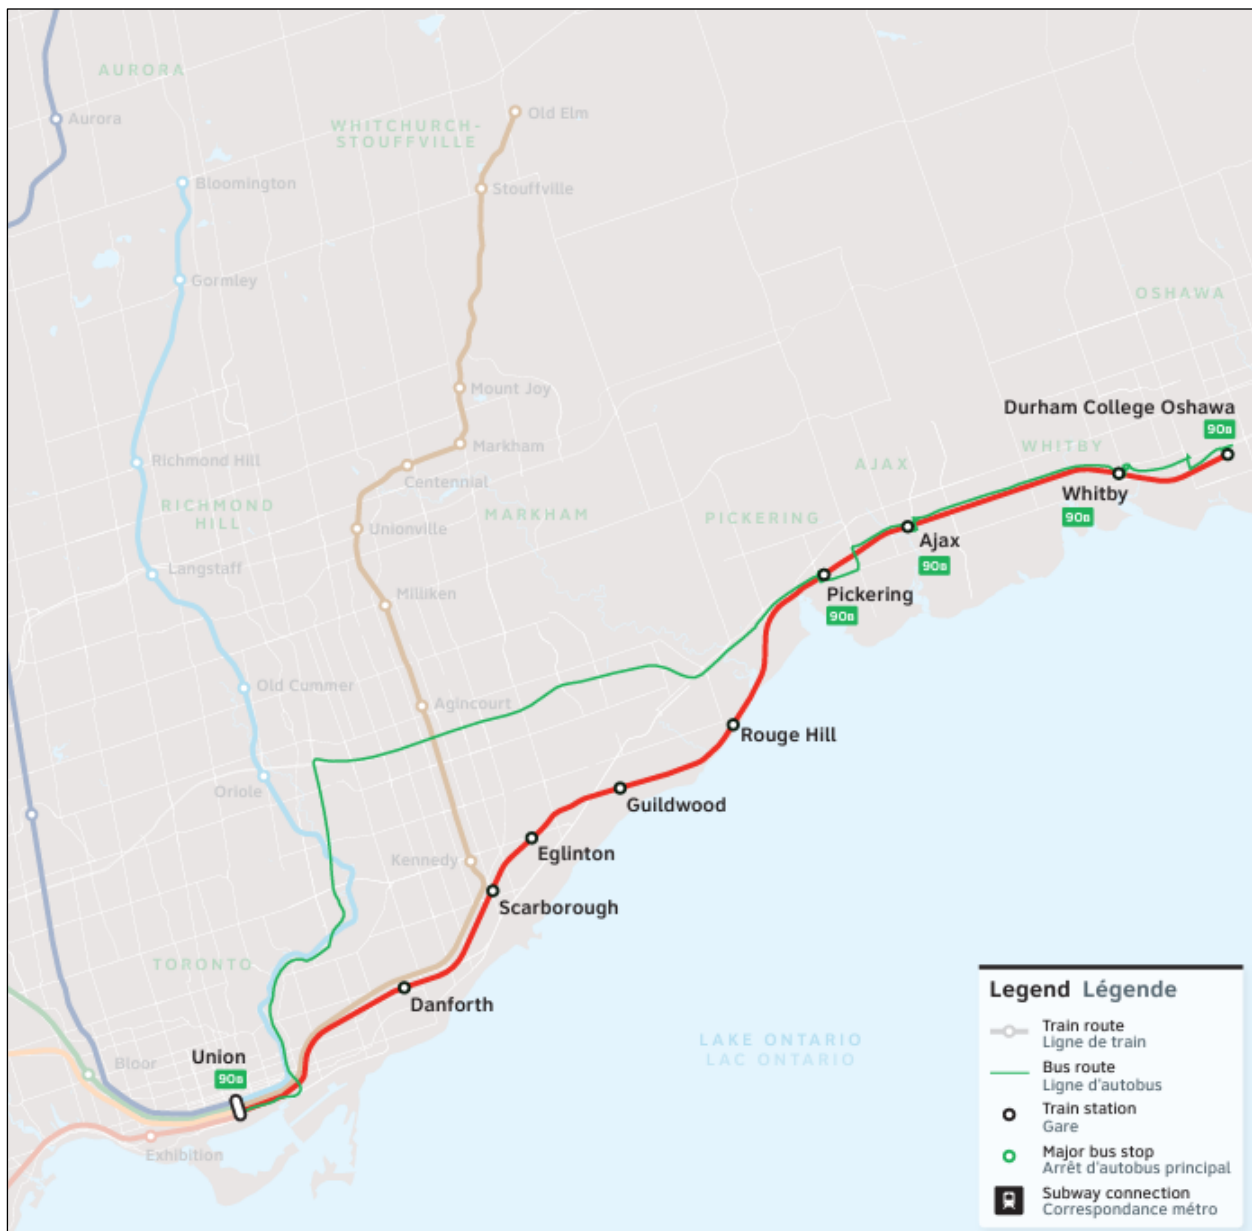 AURORA
Aurora
WHITCHURCH-
STOUFFVILLE
Old Elm
Bloomington
Stouffville
Gormley
OSHAWA
Mount Joy
Durham College Oshawa
90B
Richmond Hill
Markham
Centennial
WHITBY
AJAX
Whitby
90B
RICHMOND
HILL
Unionville
MARKHAM
PICKERING
Ajax
90B
Langstaff
Milliken
Pickering
90B
Old Cummer
Agincourt
Rouge Hill
Oriole
Guildwood
Kennedy
Eglinton
Scarborough
TORONTO
Danforth
Union
90B
Bloor
Exhibition
LAKE ONTARIO
LAC ONTARIO
Legend Légende
Train route
Ligne de train
Bus route
Ligne d'autobus
Train station
Gare
Major bus stop
Arrêt d'autobus principal
Subway connection
Correspondance métro